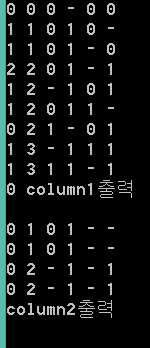 0 0 0 - 0 0
1 1 0 1 0 -
1 1 0 1 - 0
2 2 0 1 - 1
1 2 - 1 0 1
1 2 0 1 1 -
0 2 1 - 0 1
1 3 - 1 1 1
1 3 1 1 - 1
0 column1출력
0 1 0 1 - -
0 1 0 1 - -
0 2 - 1 - 1
0 2 - 1 - 1
column2출력